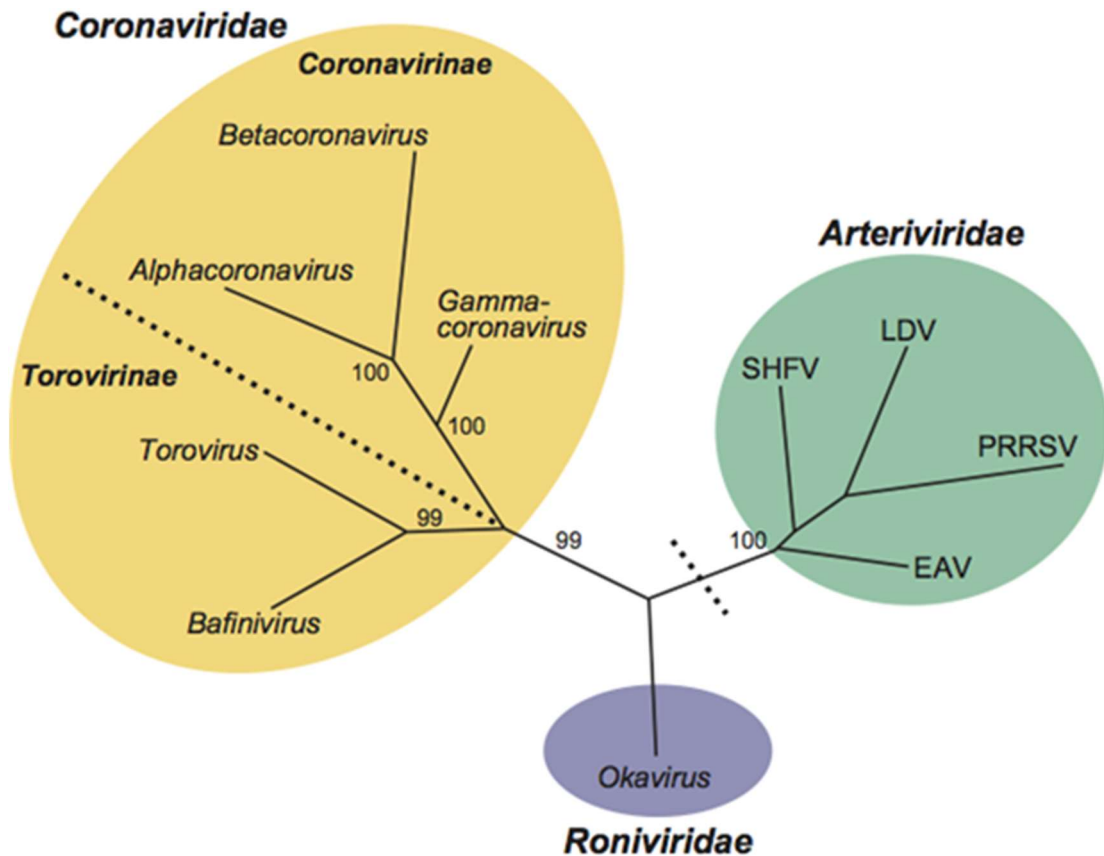 Coronaviridae
Coronavirinae
Betacoronavirus
Alphacoronavirus
Gamma-
coronavirus
100
100
Torovirinae
Torovirus
99
Bafinivirus
99
Arteriviridae
LDV
SHFV
PRRSV
100
EAV
Okavirus
Roniviridae